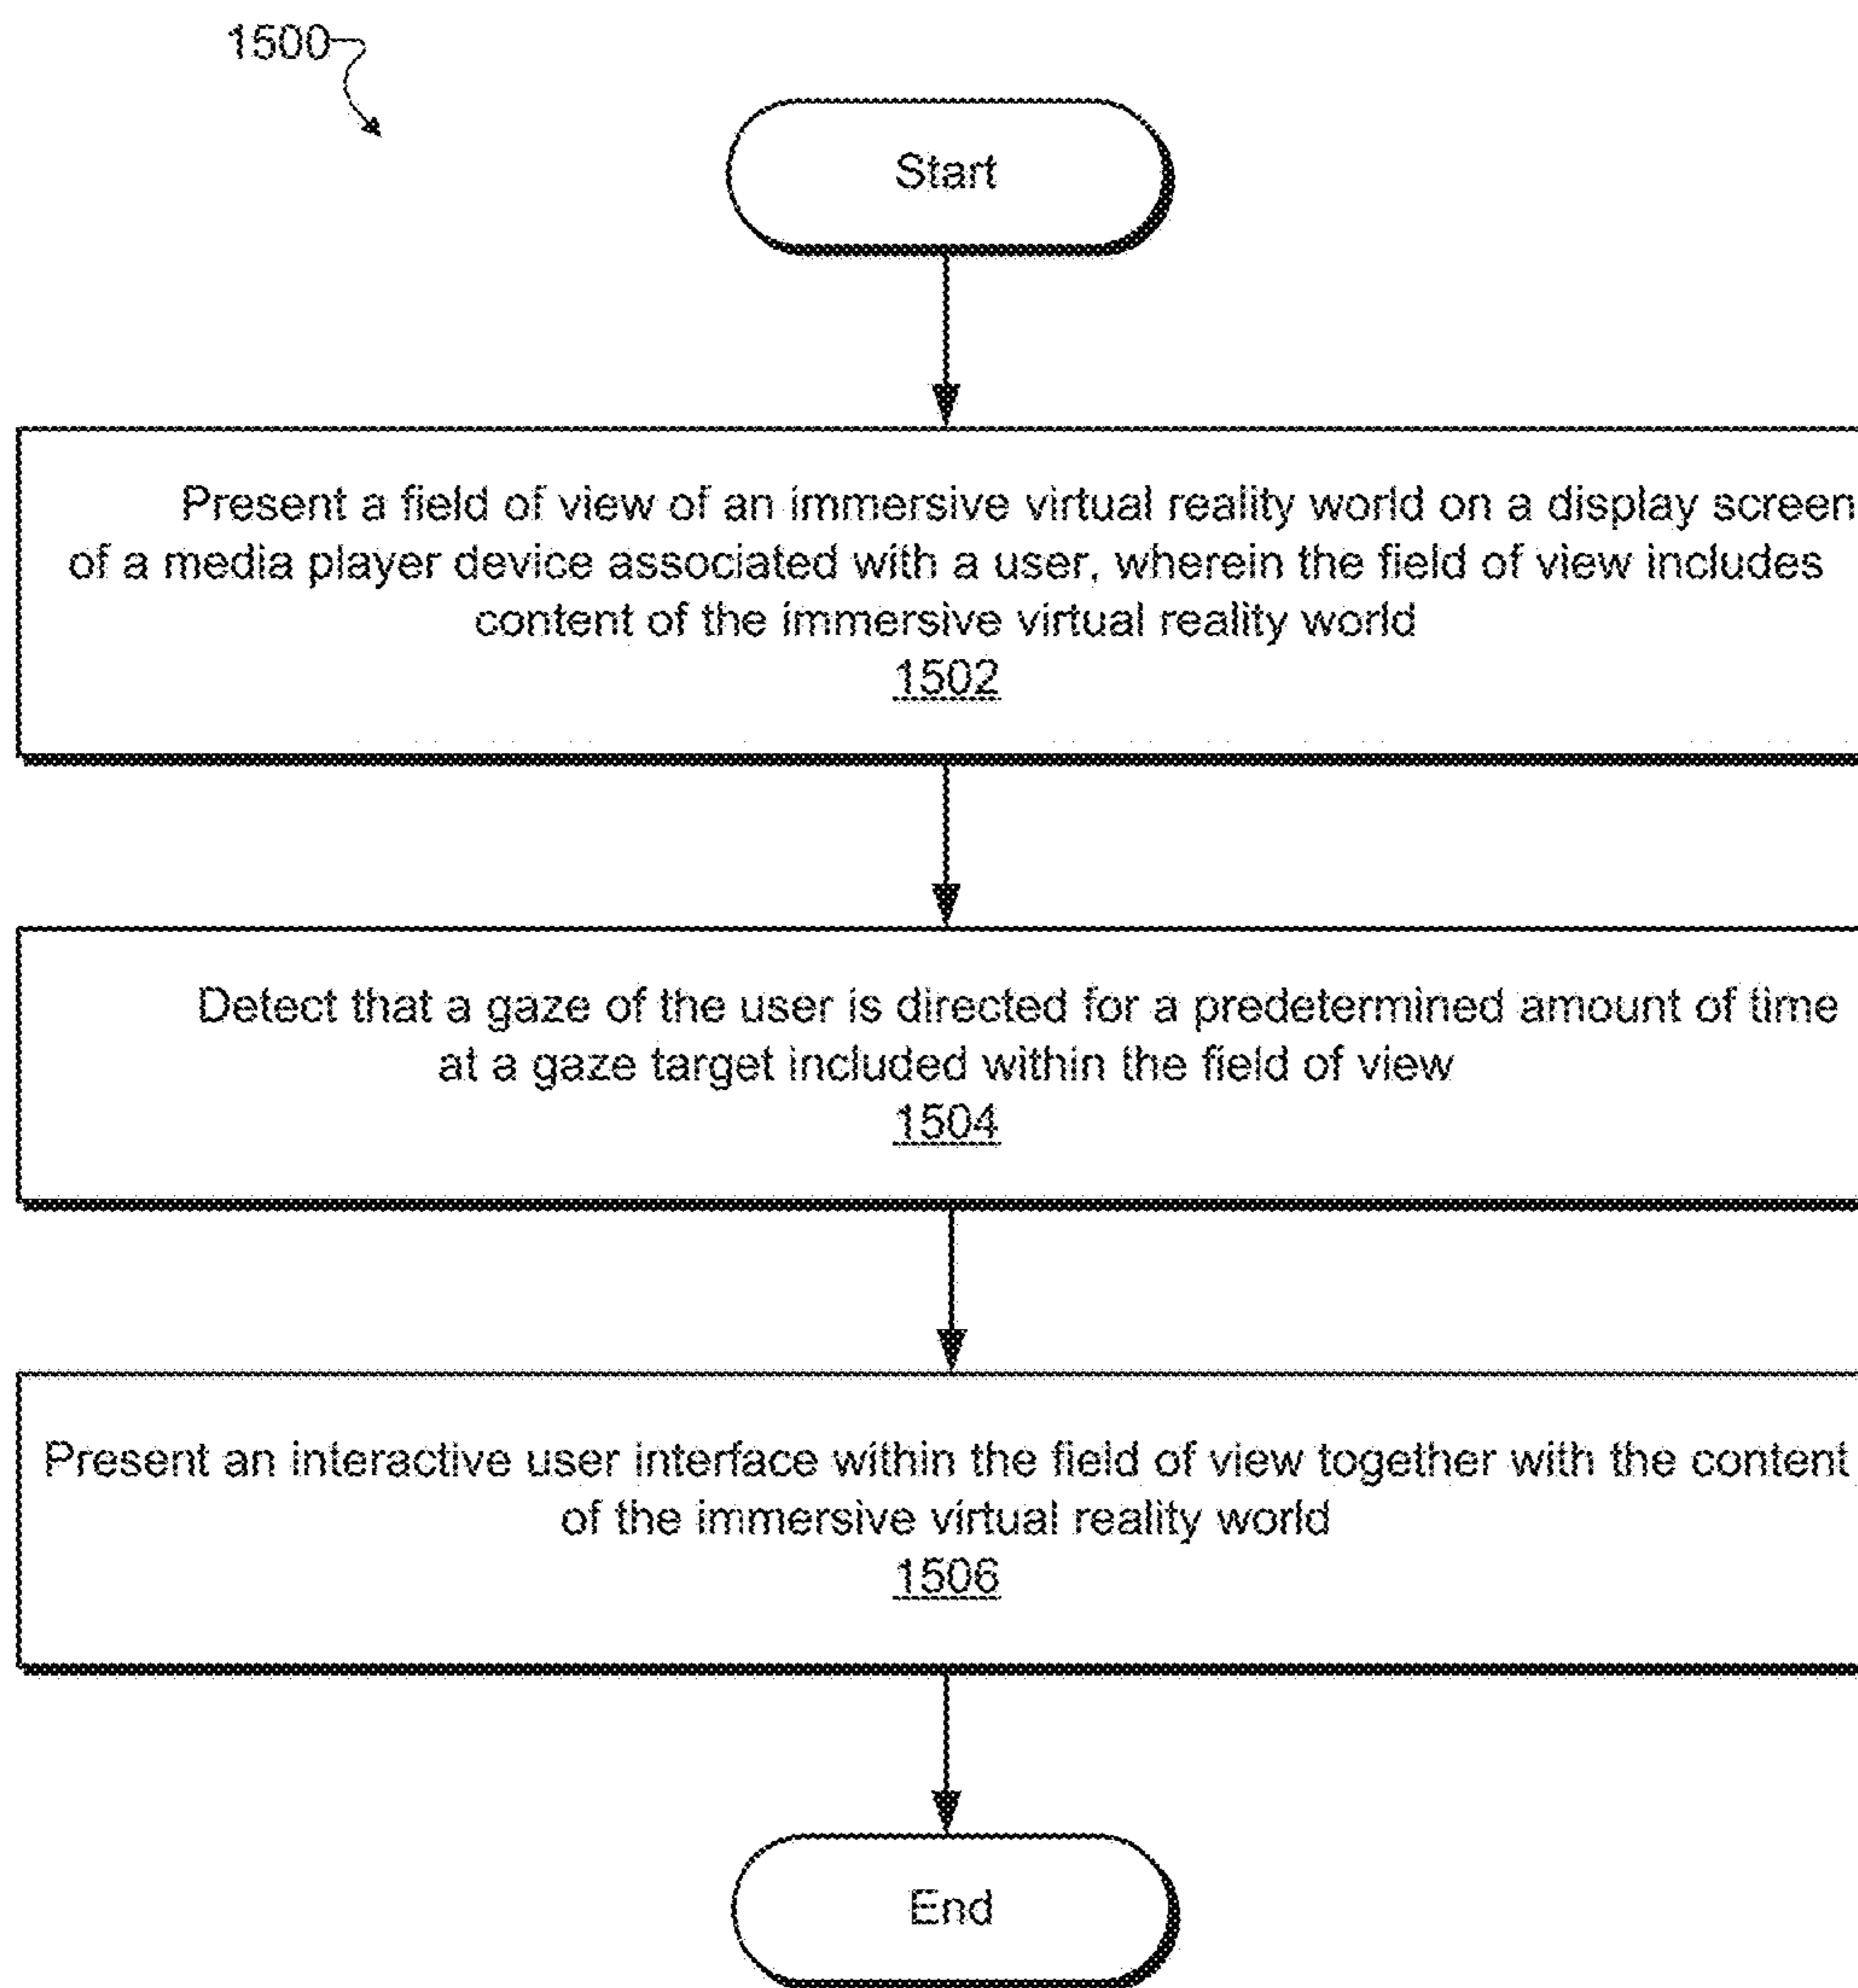 1500
Start
Present a field of view of an immersive virtual reality world on a display screen
of a media player device associated with a user, wherein the field of view includes
content of the immersive virtual reality world
1502
Detect that a gaze of the user is directed for a predetermined amount of time
at a gaze target included within the field of view
1504
Present an interactive user interface within the field of view together with the content
of the immersive virtual reality world
1506
End